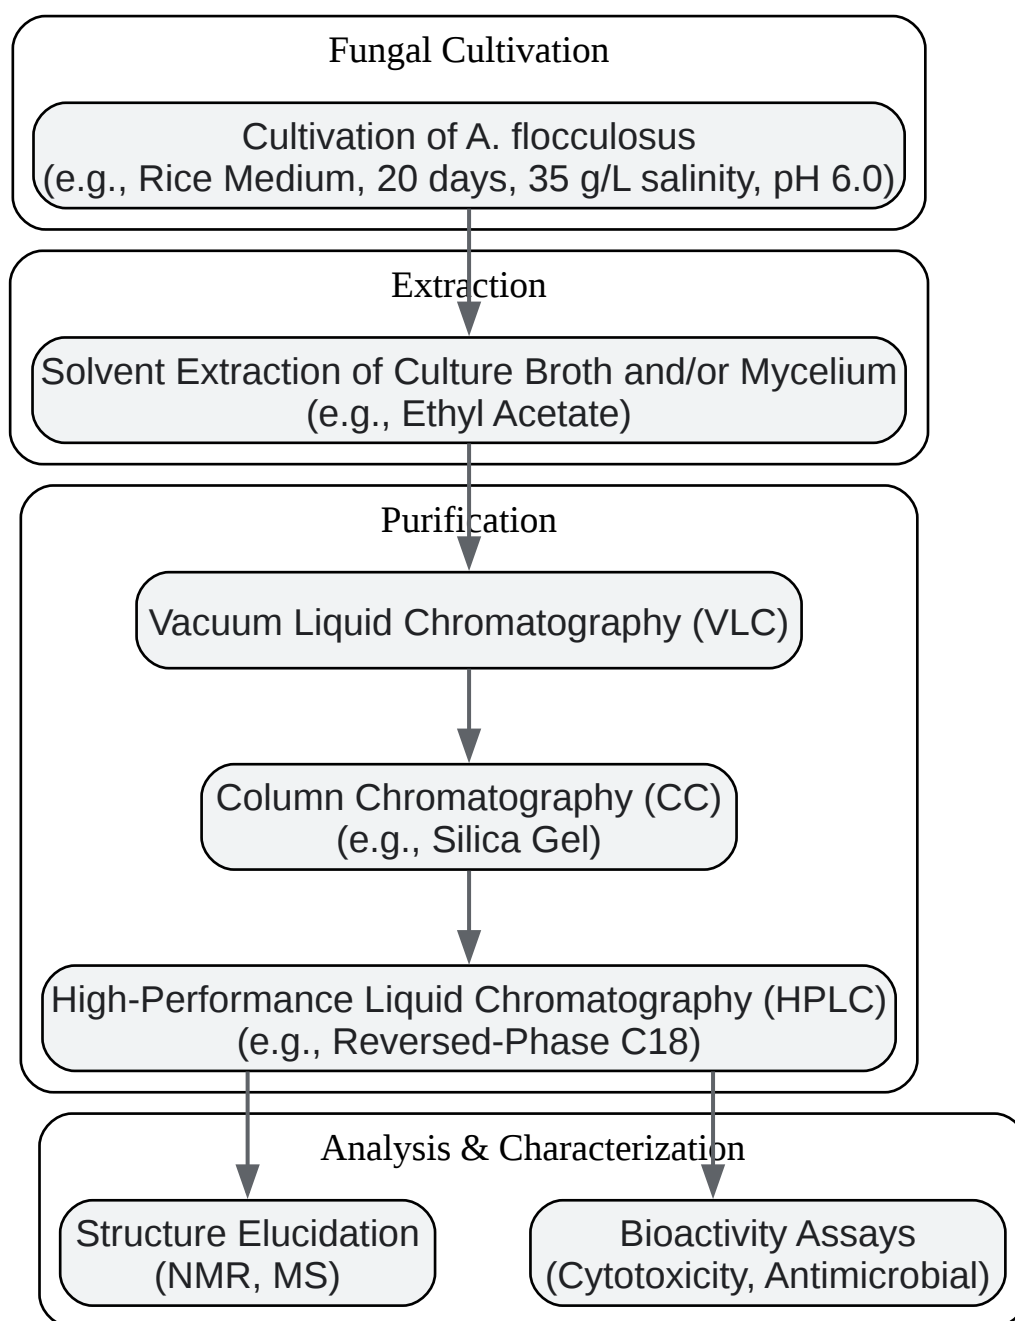 Fungal Cultivation
Cultivation of A. flocculosus
(e.g., Rice Medium, 20 days, 35 g/L salinity, pH 6.0)
Extraction
Solvent Extraction of Culture Broth and/or Mycelium
(e.g., Ethyl Acetate)
Purification
Vacuum Liquid Chromatography (VLC)
Column Chromatography (CC)
(e.g., Silica Gel)
High-Performance Liquid Chromatography (HPLC)
(e.g., Reversed-Phase C18)
Analysis & Characterization
Structure Elucidation
(NMR, MS)
Bioactivity Assays
(Cytotoxicity, Antimicrobial)